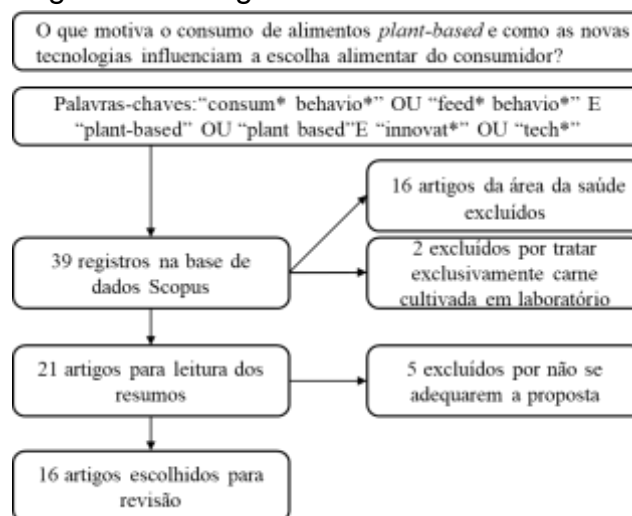 O que motiva o consumo de alimentos plant-based e como as novas
tecnologias influenciam a escolha alimentar do consumidor?
Palavras-chaves:“consum* behavio*” OU “feed* behavio*” E
“plant-based” OU “plant based”E “innovat*” OU “tech*”
16 artigos da área da saúde
excluídos
39 registros na base de
dados Scopus
2 excluídos por tratar
exclusivamente carne
cultivada em laboratório
21 artigos para leitura dos
resumos
5 excluídos por não se
adequarem a proposta
16 artigos escolhidos para
revisão